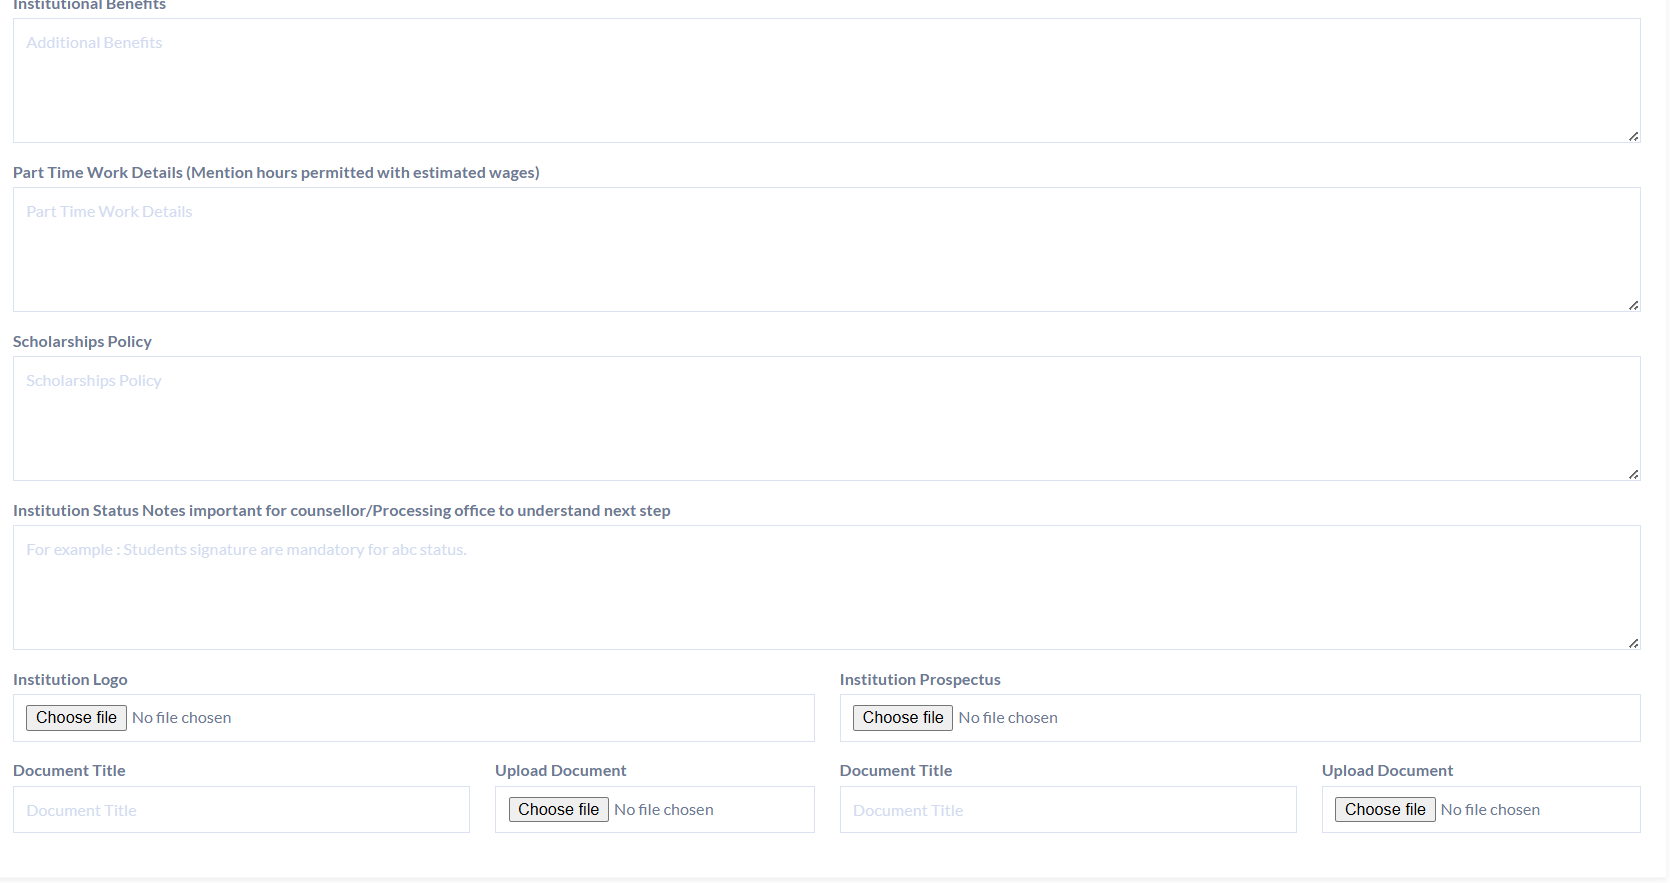 Institutional Benefits
Additional Benefits
Part Time Work Details (Mention hours permitted with estimated wages)
Part Time Work Details
Scholarships Policy
Scholarships Policy
Institution Status Notes important for counsellor/Processing office to understand next step
For example : Students signature are mandatory for abc status.
Institution Logo
Choose file No file chosen
Institution Prospectus
Choose file No file chosen
Document Title
Document Title
Upload Document
Choose file No file chosen
Document Title
Document Title
Upload Document
Choose file No file chosen